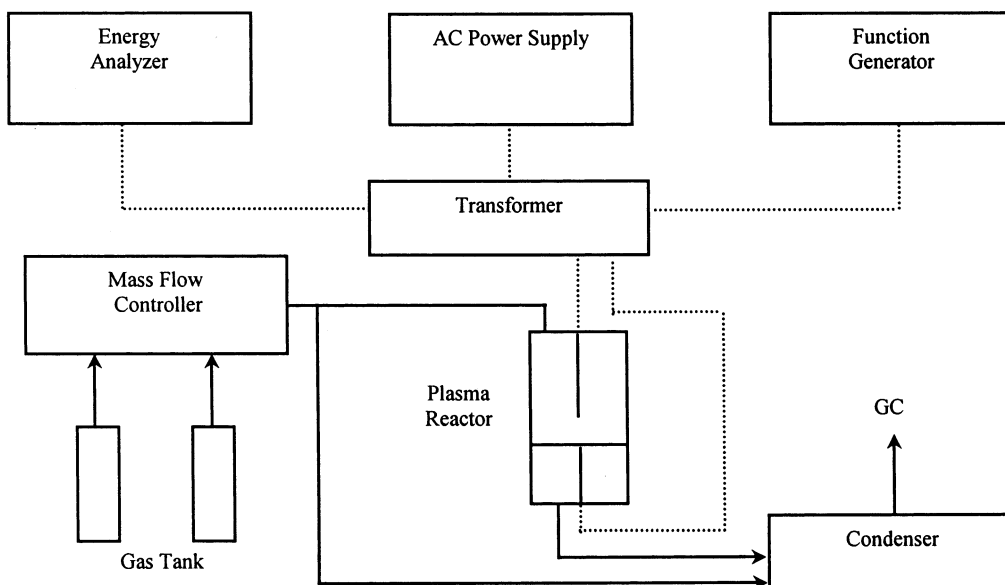 Energy
Analyzer
AC Power Supply
Function
Generator
Transformer
Mass Flow
Controller
Plasma
Reactor
GC
Gas Tank
Condenser